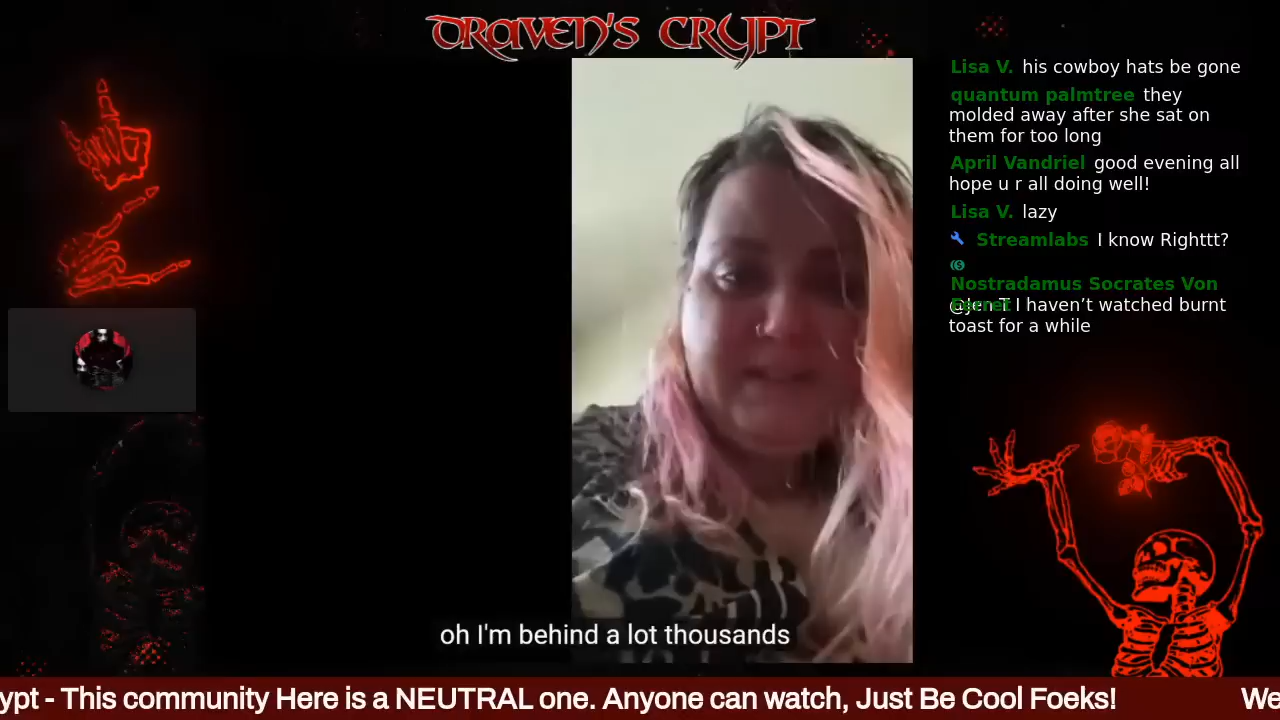 DRAVEN'S CRYPT
Lisa V. his cowboy hats be gone
quantum palmtree they
molded away after she sat on
them for too long
April Vandriel good evening all
hope u r all doing well!
Lisa V. lazy
Streamlabs I know Righttt?
Nostradamus Socrates Von
Ferret
@Jen T I haven’t watched burnt
toast for a while
oh I'm behind a lot thousands
ypt - This community Here is a NEUTRAL one. Anyone can watch, Just Be Cool Foeks!
We